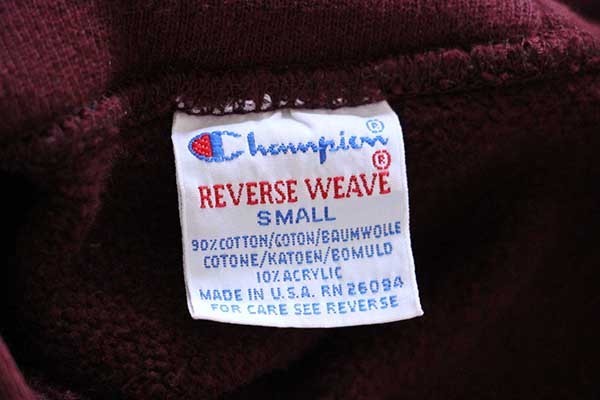 Champion®
REVERSE WEAVE®
SMALL
90% COTTON/COTON/BAUMWOLLE
COTONE/KATOEN/BOMULD
10% ACRYLIC
MADE IN U.S.A. RN 26094
FOR CARE SEE REVERSE